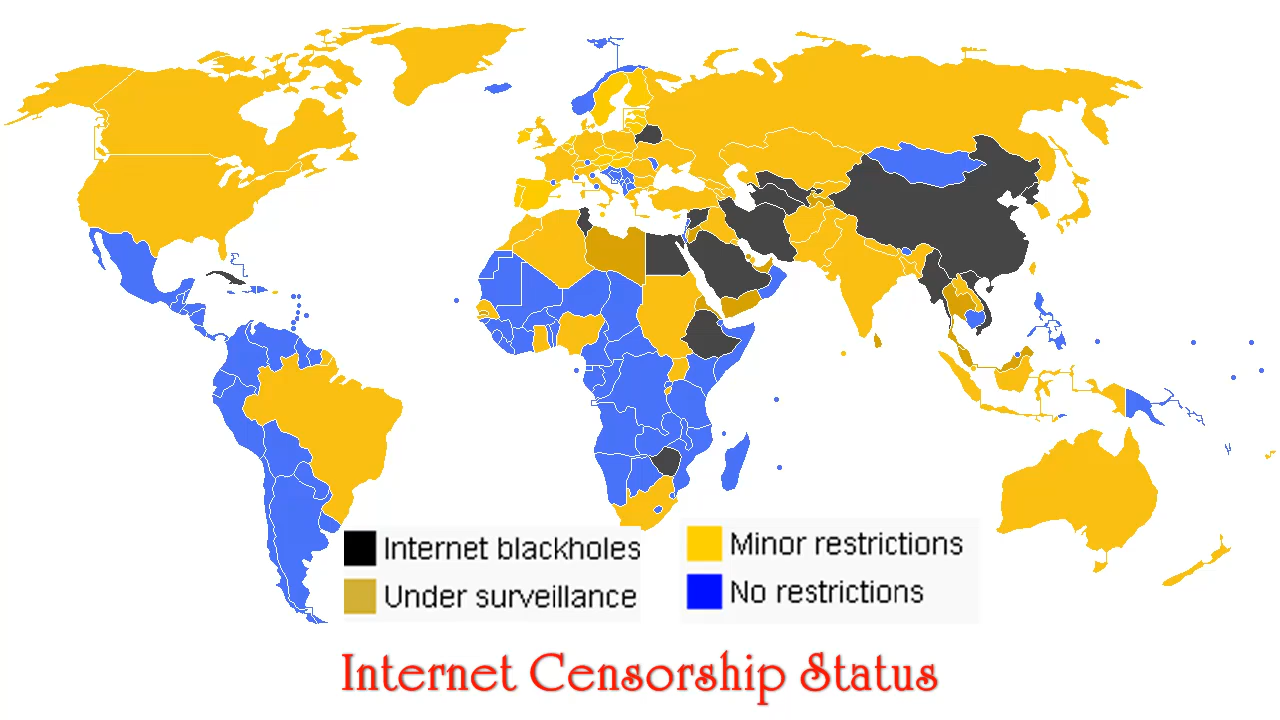 Internet blackholes
Under surveillance
Minor restrictions
No restrictions
Internet Censorship Status